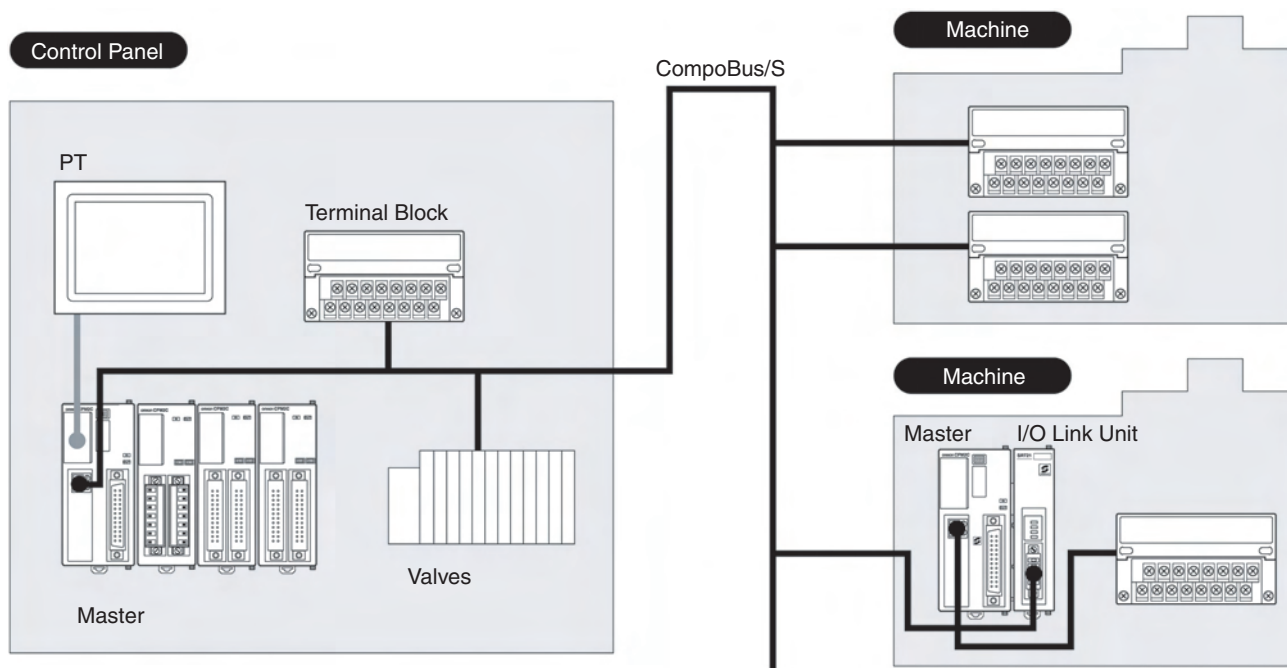 Control Panel
CompoBus/S
Machine
PT
Terminal Block
Valves
Master
Machine
Master
I/O Link Unit